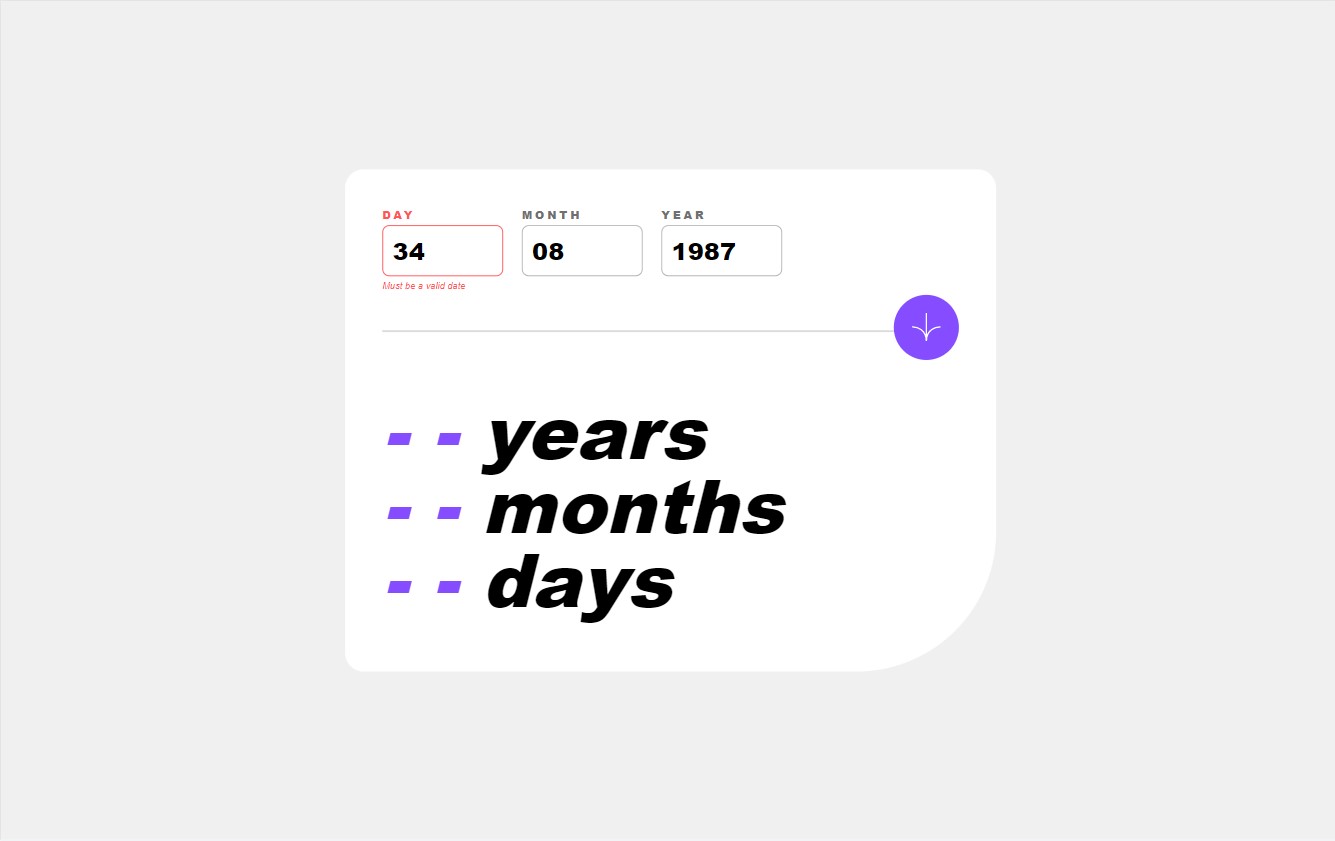 DAY MONTH YEAR
34 08 1987
Must be a valid date
- - years
- - months
- - days